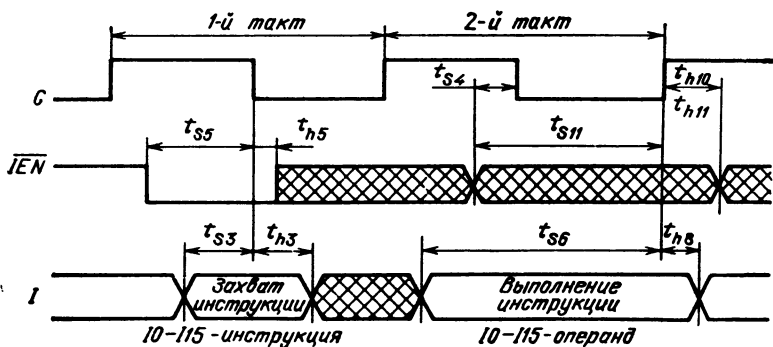 1-й такт
2-й такт
C
ts4
th10
th11
ts5
th5
ts11
IEN
ts3
th3
ts6
th8
I
Захват
инструкции
Выполнение
инструкции
I0-I15-инструкция
I0-I15-операнд